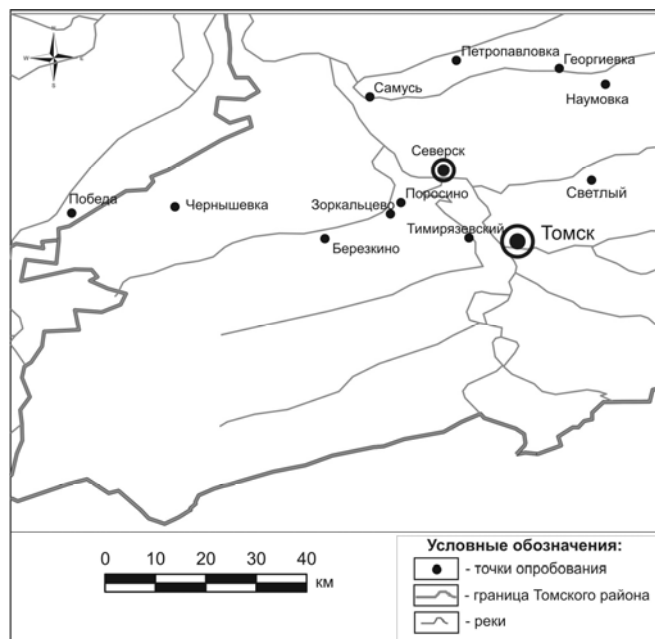 N
W
E
S
Петропавловка
Георгиевка
Самусь
Наумовка
Северск
Светлый
Победа
Чернышевка
Зоркальцево
Поросино
Тимирязевский
Томск
Березкино
0 10 20 30 40
км
Условные обозначения:
- точки опробования
- граница Томского района
- реки